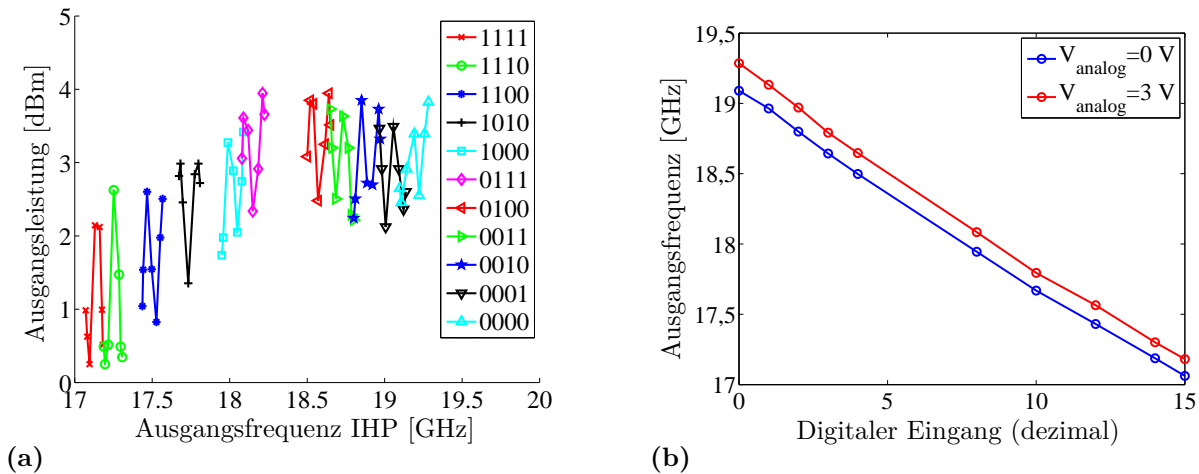 5
4
3
2
1
0
Ausgangsleistung [dBm]
17 17.5 18 18.5 19 19.5 20
Ausgangsfrequenz IHP [GHz]
1111
1110
1100
1010
1000
0111
0100
0011
0010
0001
0000
(a)
19,5
19
18.5
18
17.5
17
Ausgangsfrequenz [GHz]
0 5 10 15
Digitaler Eingang (dezimal)
V analog=0 V
V analog=3 V
(b)